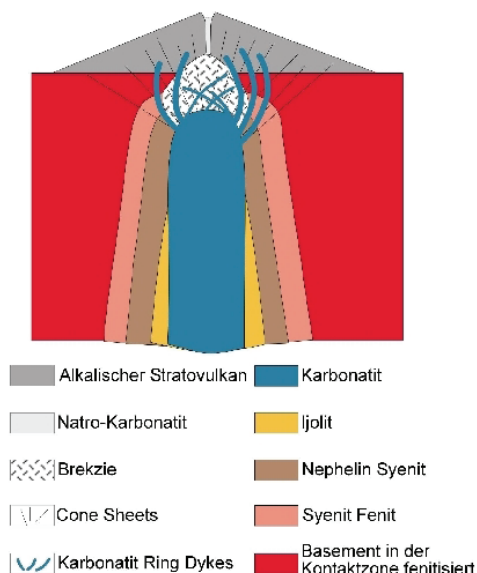 Alkalischer Stratovulkan
Karbonatit
Natro-Karbonatit
Ijolit
Brekzie
Nephelin Syenit
Cone Sheets
Syenit Fenit
Karbonatit Ring Dykes
Basement in der
Kontaktzone fenitisiert